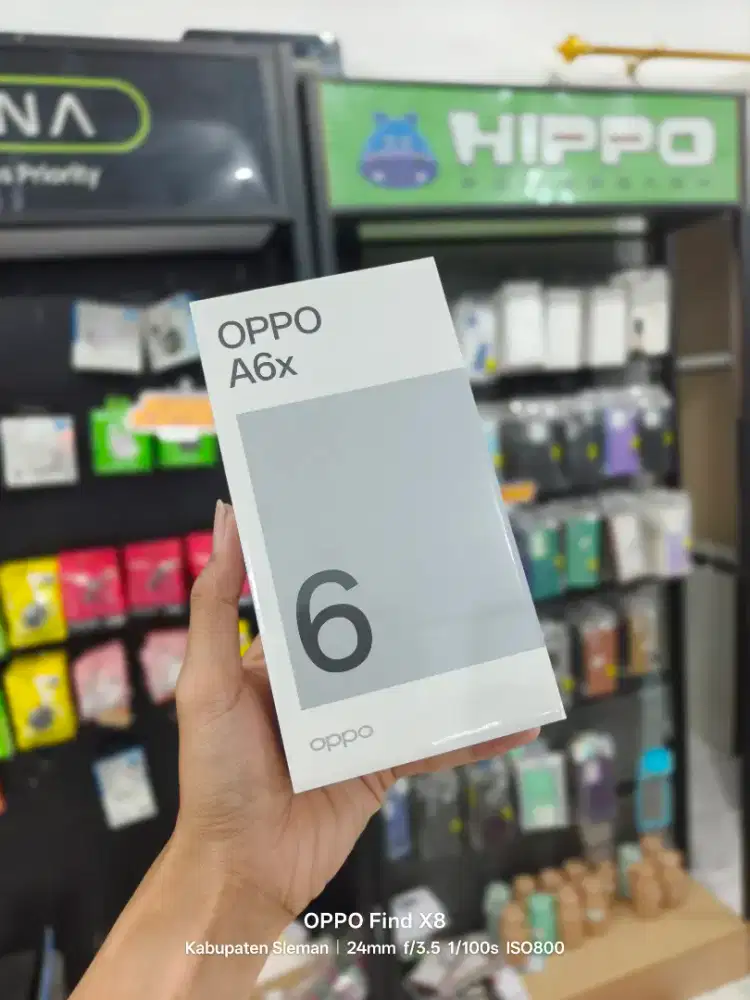 NA
s Priority
HIPPO
OPPO
A6x
6
oppo
OPPO Find X8
Kabupaten Sleman | 24mm f/3.5 1/100s ISO800